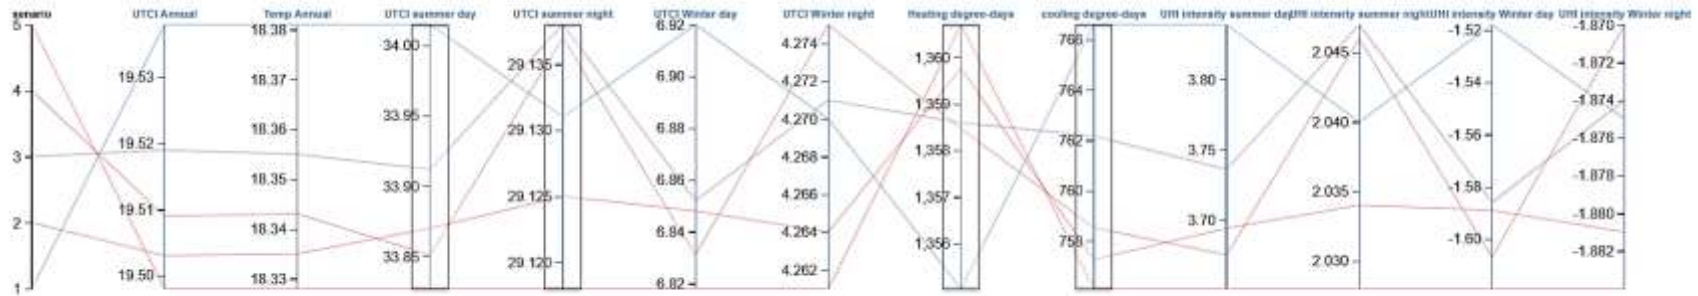 senario UTCI Annual Temp Annual UTCI summer day UTCI summer night UTCI Winter day UTCI Winter night Heating degree-days cooling degree-days UHI intensity summer day UHI intensity summer night UHI intensity Winter day UHI intensity Winter night
5 18.38 34.00 6.92 4.274 766 -1.52 -1.870
19.53 29.135 1,360 3.80 2.045 -1.872
4 18.37 6.90 4.272 764 -1.54 -1.874
33.95 1,359 4.270
19.52 18.36 29.130 6.88 2.040 -1.56 -1.876
3 33.90 4.268 1,358 762 3.75
18.35 6.86 -1.58 -1.878
19.51 29.125 4.266 1,357 760 2.035
2 18.34 6.84 4.264 3.70 -1.880
33.85 1,356 758 -1.60
19.50 18.33 29.120 4.262 2.030 -1.882
1 6.82